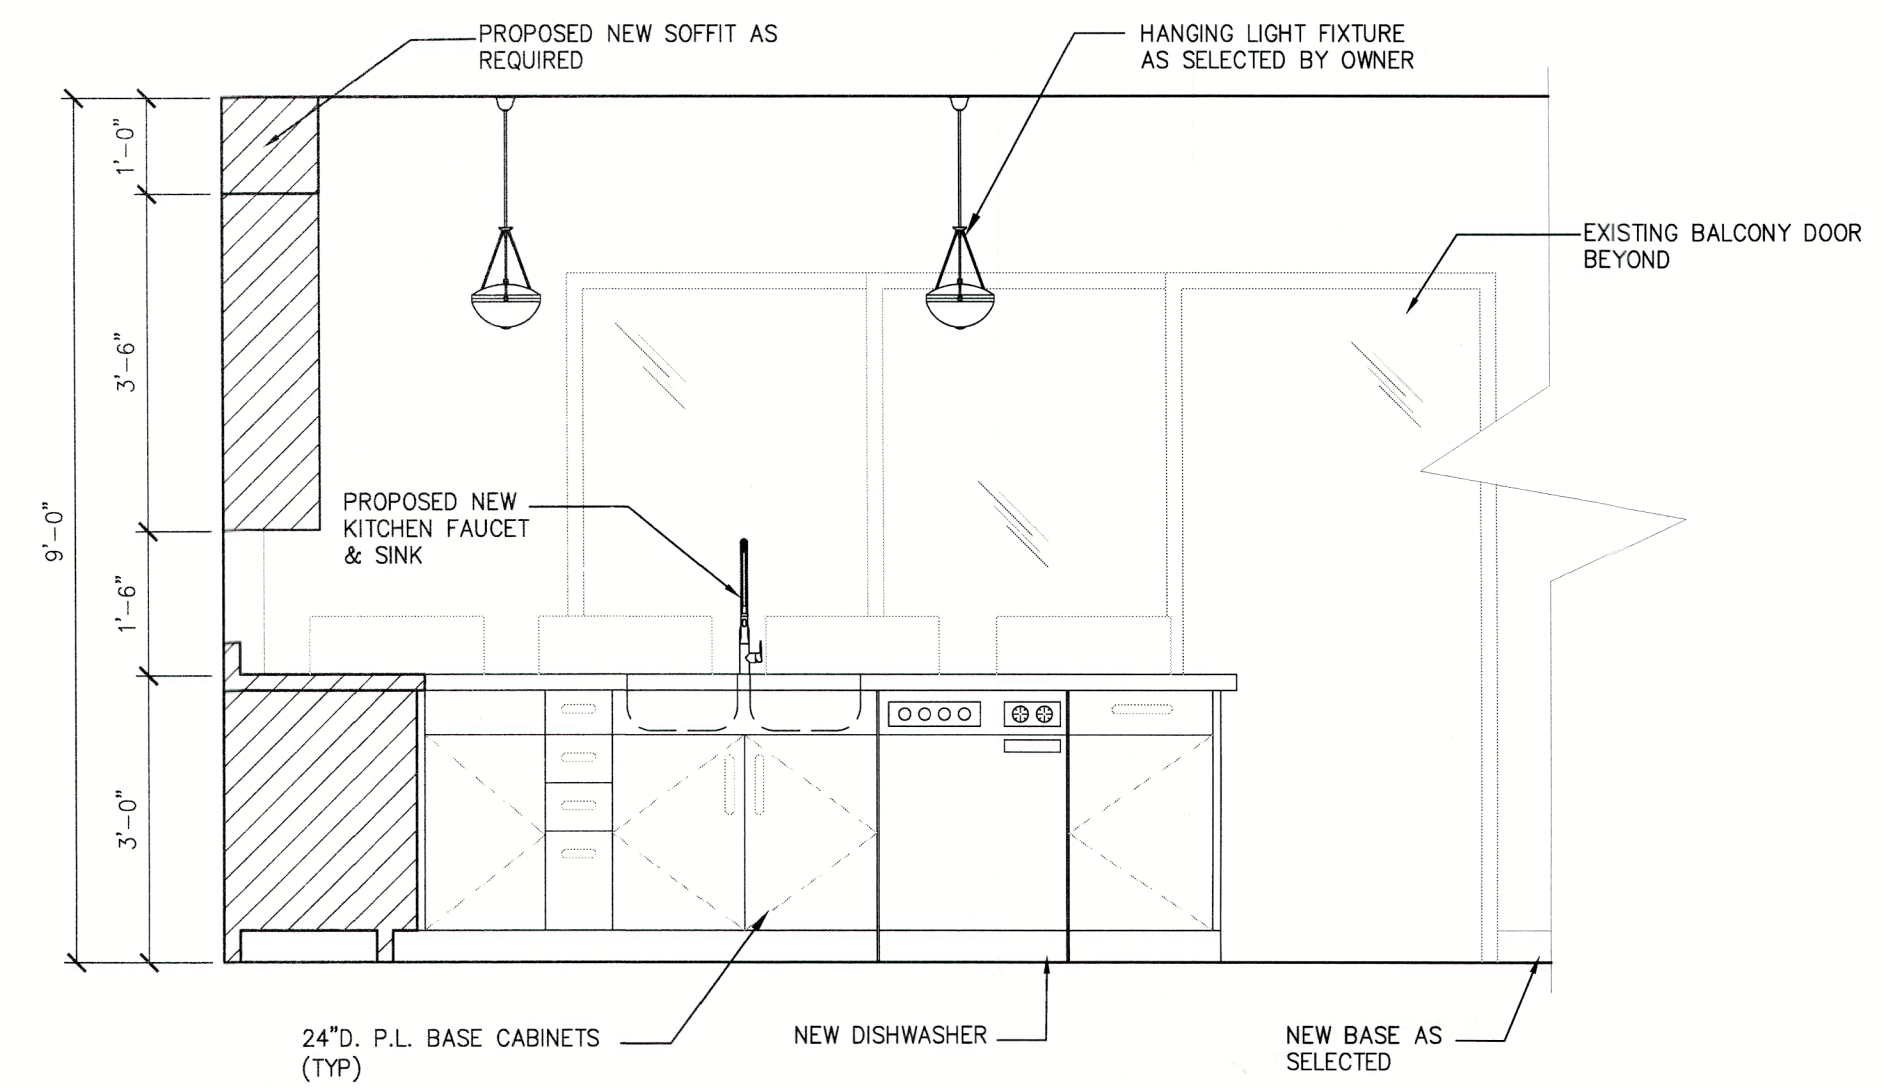 PROPOSED NEW SOFFIT AS
REQUIRED
HANGING LIGHT FIXTURE
AS SELECTED BY OWNER
1'-0"
EXISTING BALCONY DOOR
BEYOND
3'-6"
PROPOSED NEW
KITCHEN FAUCET
& SINK
9'-0"
1'-6"
3'-0"
24"D. P.L. BASE CABINETS
(TYP)
NEW DISHWASHER
NEW BASE AS
SELECTED